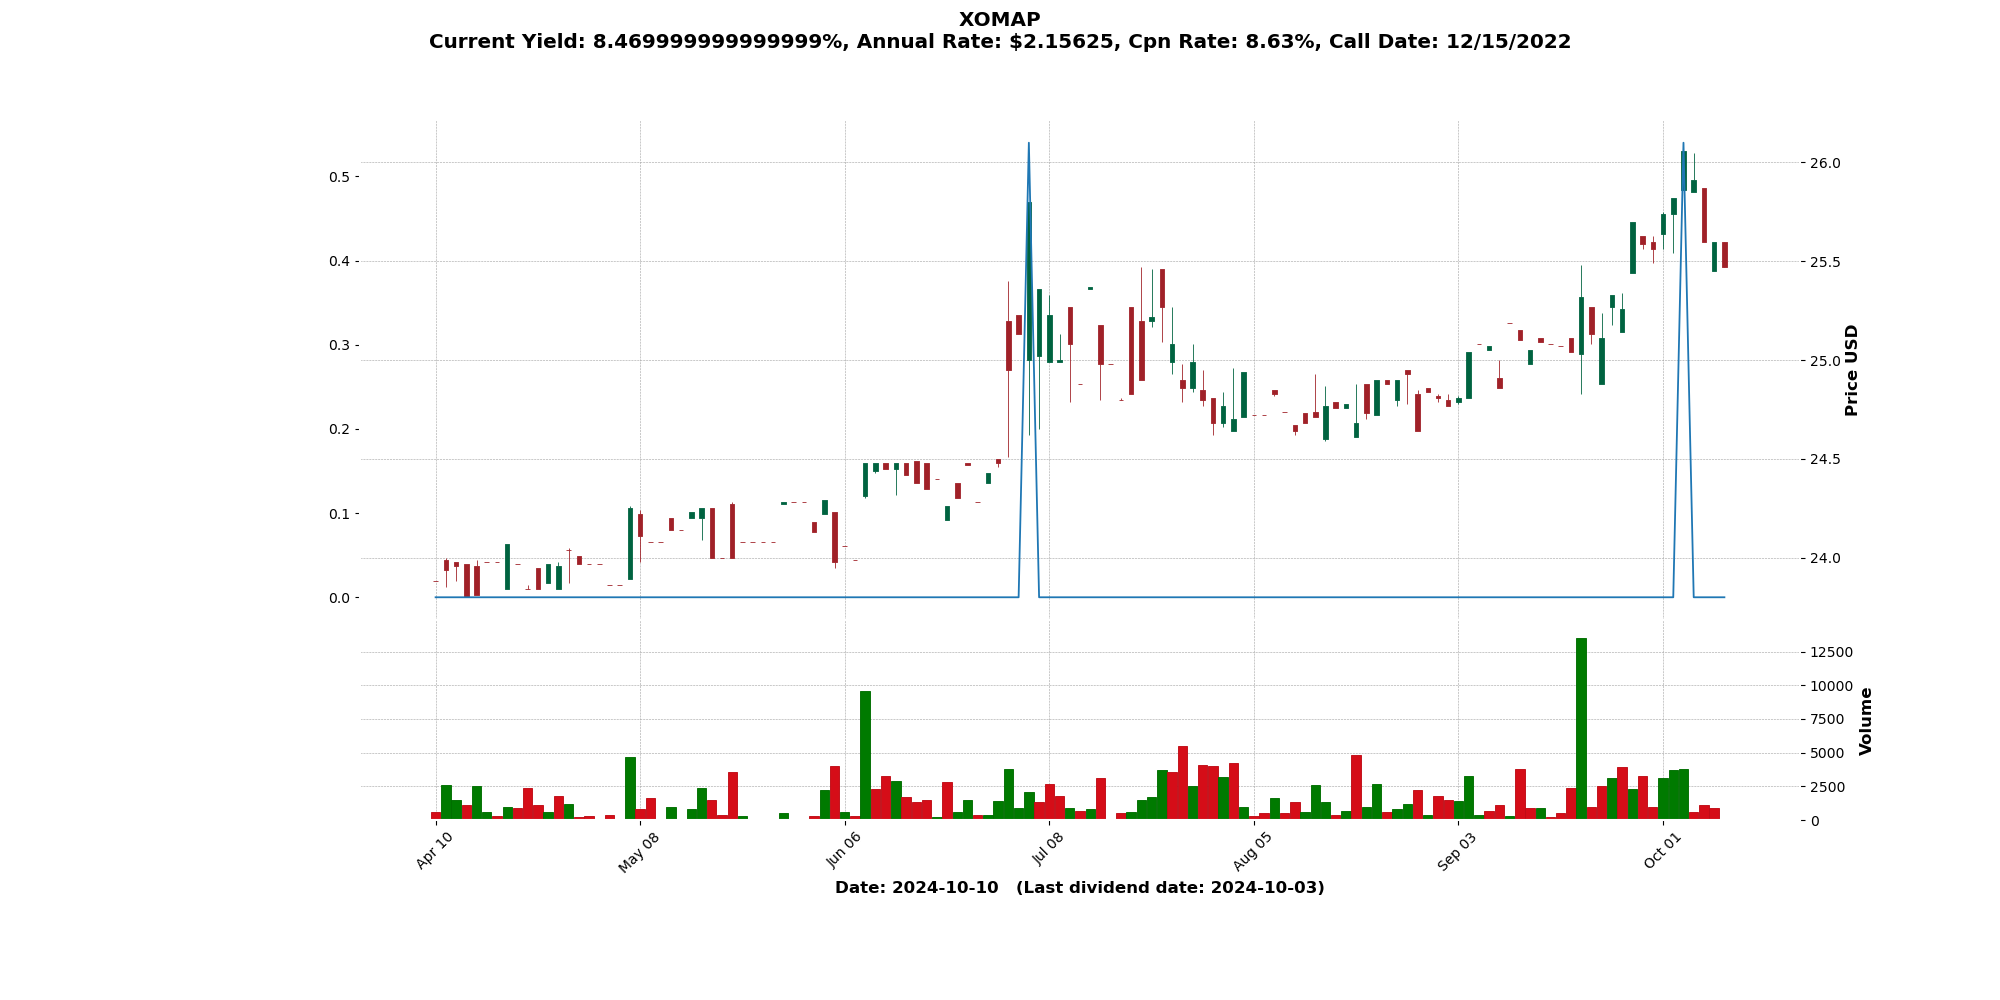 XOMAP
Current Yield: 8.469999999999999%, Annual Rate: $2.15625, Cpn Rate: 8.63%, Call Date: 12/15/2022
0.5
0.4
0.3
0.2
0.1
0.0
26.0
25.5
25.0
24.5
24.0
Price USD
12500
10000
7500
5000
2500
0
Volume
Apr 10
May 08
Jun 06
Jul 08
Aug 05
Sep 03
Oct 01
Date: 2024-10-10   (Last dividend date: 2024-10-03)